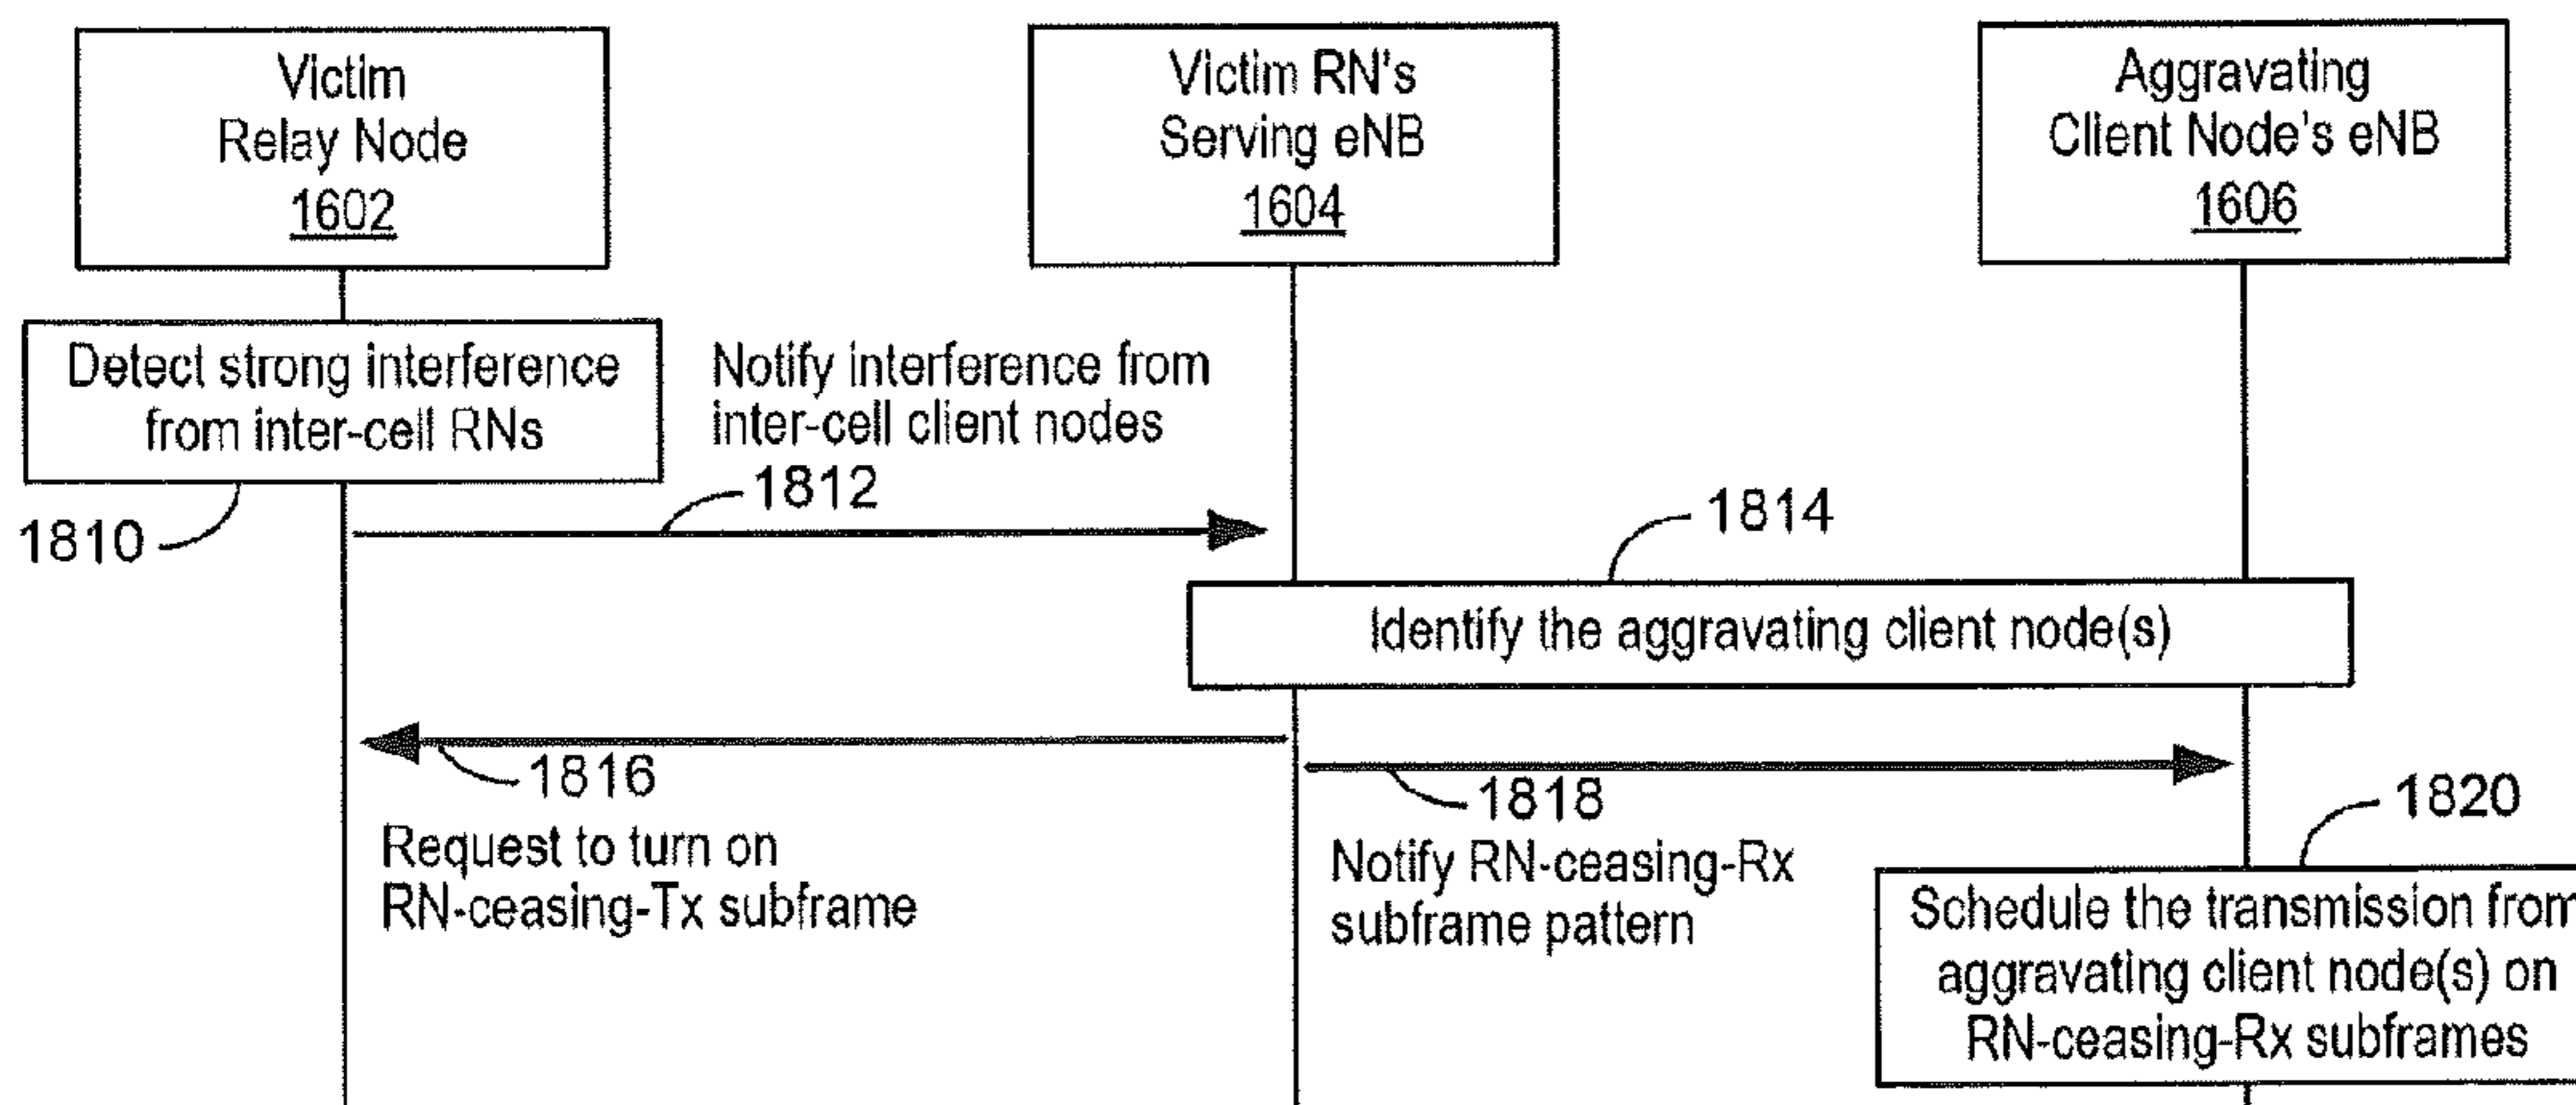 Victim
Relay Node
1602
Victim RN's
Serving eNB
1604
Aggravating
Client Node's eNB
1606
Detect strong interference
from inter-cell RNs
1810
Notify interference from
inter-cell client nodes
1812
1814
Identify the aggravating client node(s)
1816
Request to turn on
RN-ceasing-Tx subframe
1818
Notify RN-ceasing-Rx
subframe pattern
1820
Schedule the transmission from
aggravating client node(s) on
RN-ceasing-Rx subframes